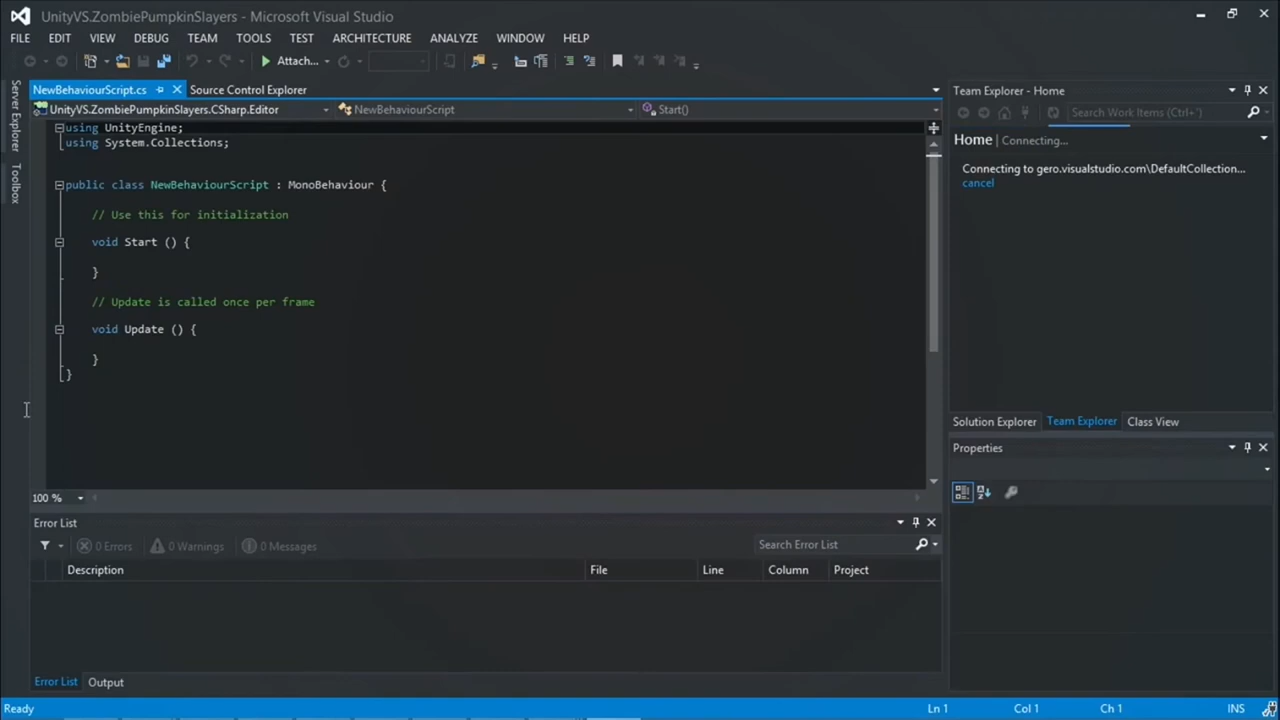 UnityVS.ZombiePumpkinSlayers - Microsoft Visual Studio
FILE EDIT VIEW DEBUG TEAM TOOLS TEST ARCHITECTURE ANALYZE WINDOW HELP
Attach...
Server Explorer
Toolbox
NewBehaviourScript.cs Source Control Explorer
UnityVS.ZombiePumpkinSlayers.CSharp.Editor NewBehaviourScript Start()
using UnityEngine;
using System.Collections;
public class NewBehaviourScript : MonoBehaviour {
// Use this for initialization
void Start () {
}
// Update is called once per frame
void Update () {
}
}
100 %
Team Explorer - Home
Search Work Items (Ctrl+')
Home Connecting...
Connecting to gero.visualstudio.com\DefaultCollection...
cancel
Solution Explorer Team Explorer Class View
Properties
Error List
0 Errors 0 Warnings 0 Messages Search Error List
Description File Line Column Project
Error List Output
Ready Ln 1 Col 1 Ch 1 INS